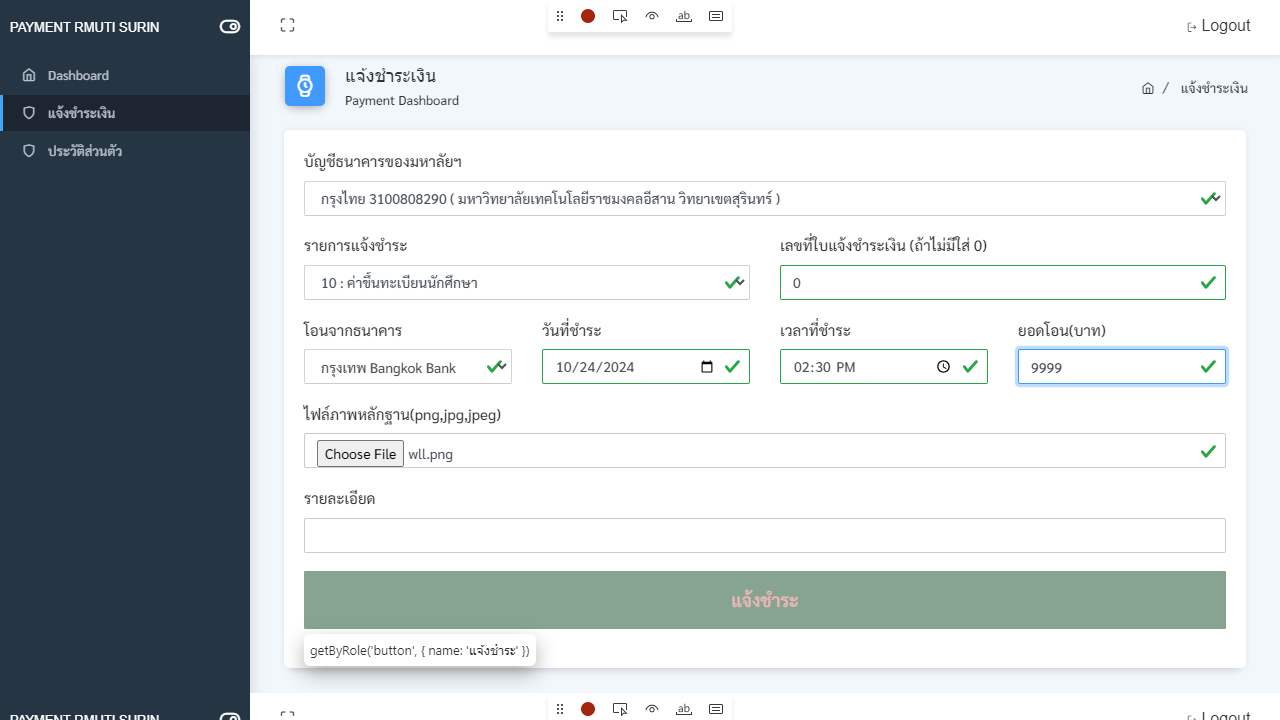 PAYMENT RMUTI SURIN
ab
Logout
Dashboard
แจ้งชำระเงิน
ประวัติส่วนตัว
แจ้งชำระเงิน
Payment Dashboard
/ แจ้งชำระเงิน
บัญชีธนาคารของมหาลัยฯ
กรุงไทย 3100808290 ( มหาวิทยาลัยเทคโนโลยีราชมงคลอีสาน วิทยาเขตสุรินทร์ )
รายการแจ้งชำระ
เลขที่ใบแจ้งชำระเงิน (ถ้าไม่มีใส่ 0)
10 : ค่าขึ้นทะเบียนนักศึกษา
0
โอนจากธนาคาร
วันที่ชำระ
เวลาที่ชำระ
ยอดโอน(บาท)
กรุงเทพ Bangkok Bank
10/24/2024
02:30 PM
9999
ไฟล์ภาพหลักฐาน(png,jpg,jpeg)
Choose File wll.png
รายละเอียด
แจ้งชำระ
getByRole('button', { name: 'แจ้งชำระ' })
PAYMENT RMUTI SURIN
ab
Logout